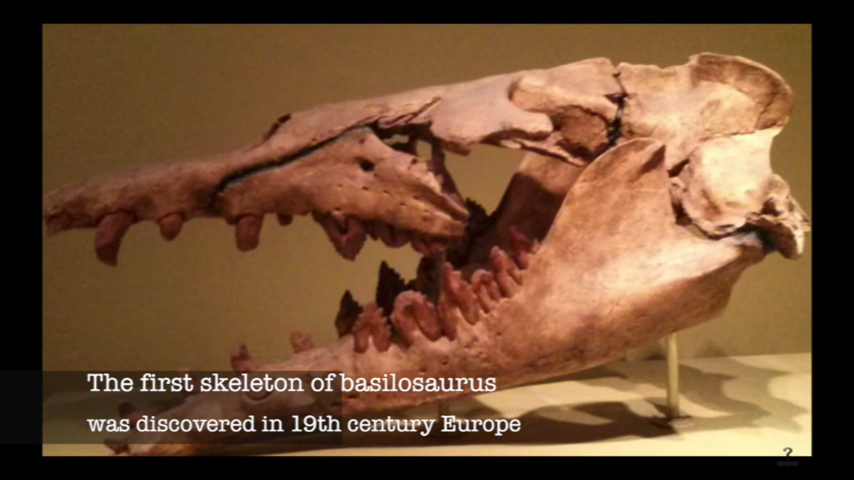 The first skeleton of basilosaurus
was discovered in 19th century Europe
?